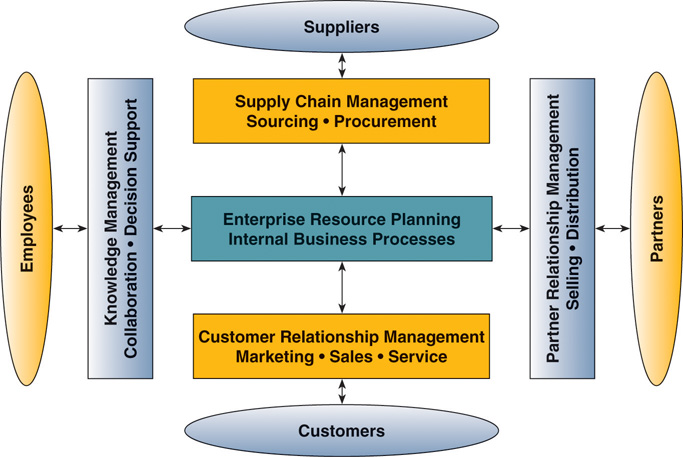 Suppliers
Supply Chain Management
Sourcing • Procurement
Employees
Knowledge Management
Collaboration • Decision Support
Enterprise Resource Planning
Internal Business Processes
Partner Relationship Management
Selling • Distribution
Partners
Customer Relationship Management
Marketing • Sales • Service
Customers